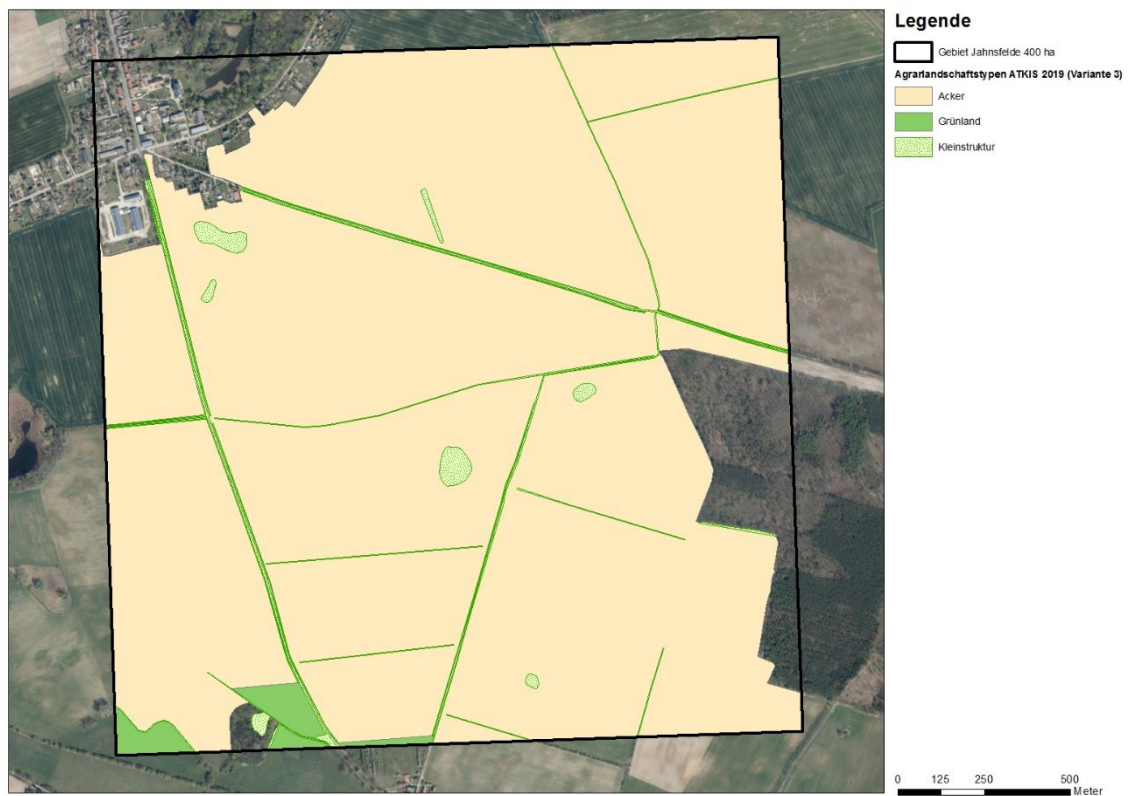 Legende
Gebiet Jahnsfelde 400 ha
Agrarlandschaftstypen ATKIS 2019 (Variante 3)
Acker
Grünland
Kleinstruktur
0 125 250 500
Meter